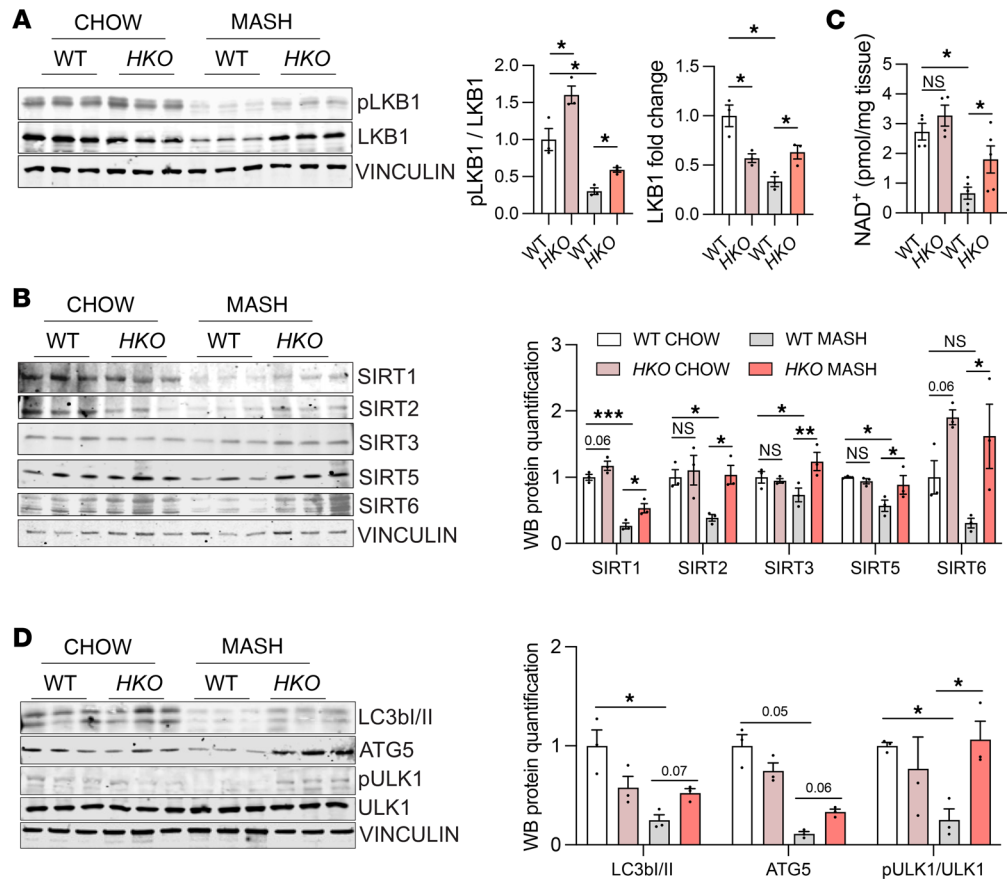 A
CHOW MASH
WT HKO WT HKO
pLKB1
LKB1
VINCULIN
pLKB1 / LKB1
2.0
1.5
1.0
0.5
0.0
* * *
WT HKO WT HKO
LKB1 fold change
1.5
1.0
0.5
0.0
* * *
WT HKO WT HKO
C
NAD+ (pmol/mg tissue)
5
4
3
2
1
0
* NS *
WT HKO WT HKO
B
CHOW MASH
WT HKO WT HKO
SIRT1
SIRT2
SIRT3
SIRT5
SIRT6
VINCULIN
WB protein quantification
3
2
1
0
WT CHOW WT MASH
HKO CHOW HKO MASH
*** 0.06 *
* NS *
* NS **
* NS *
NS 0.06 *
SIRT1 SIRT2 SIRT3 SIRT5 SIRT6
D
CHOW MASH
WT HKO WT HKO
LC3bI/II
ATG5
pULK1
ULK1
VINCULIN
WB protein quantification
2
1
0
* 0.07
0.05 0.06
* *
LC3bI/II ATG5 pULK1/ULK1